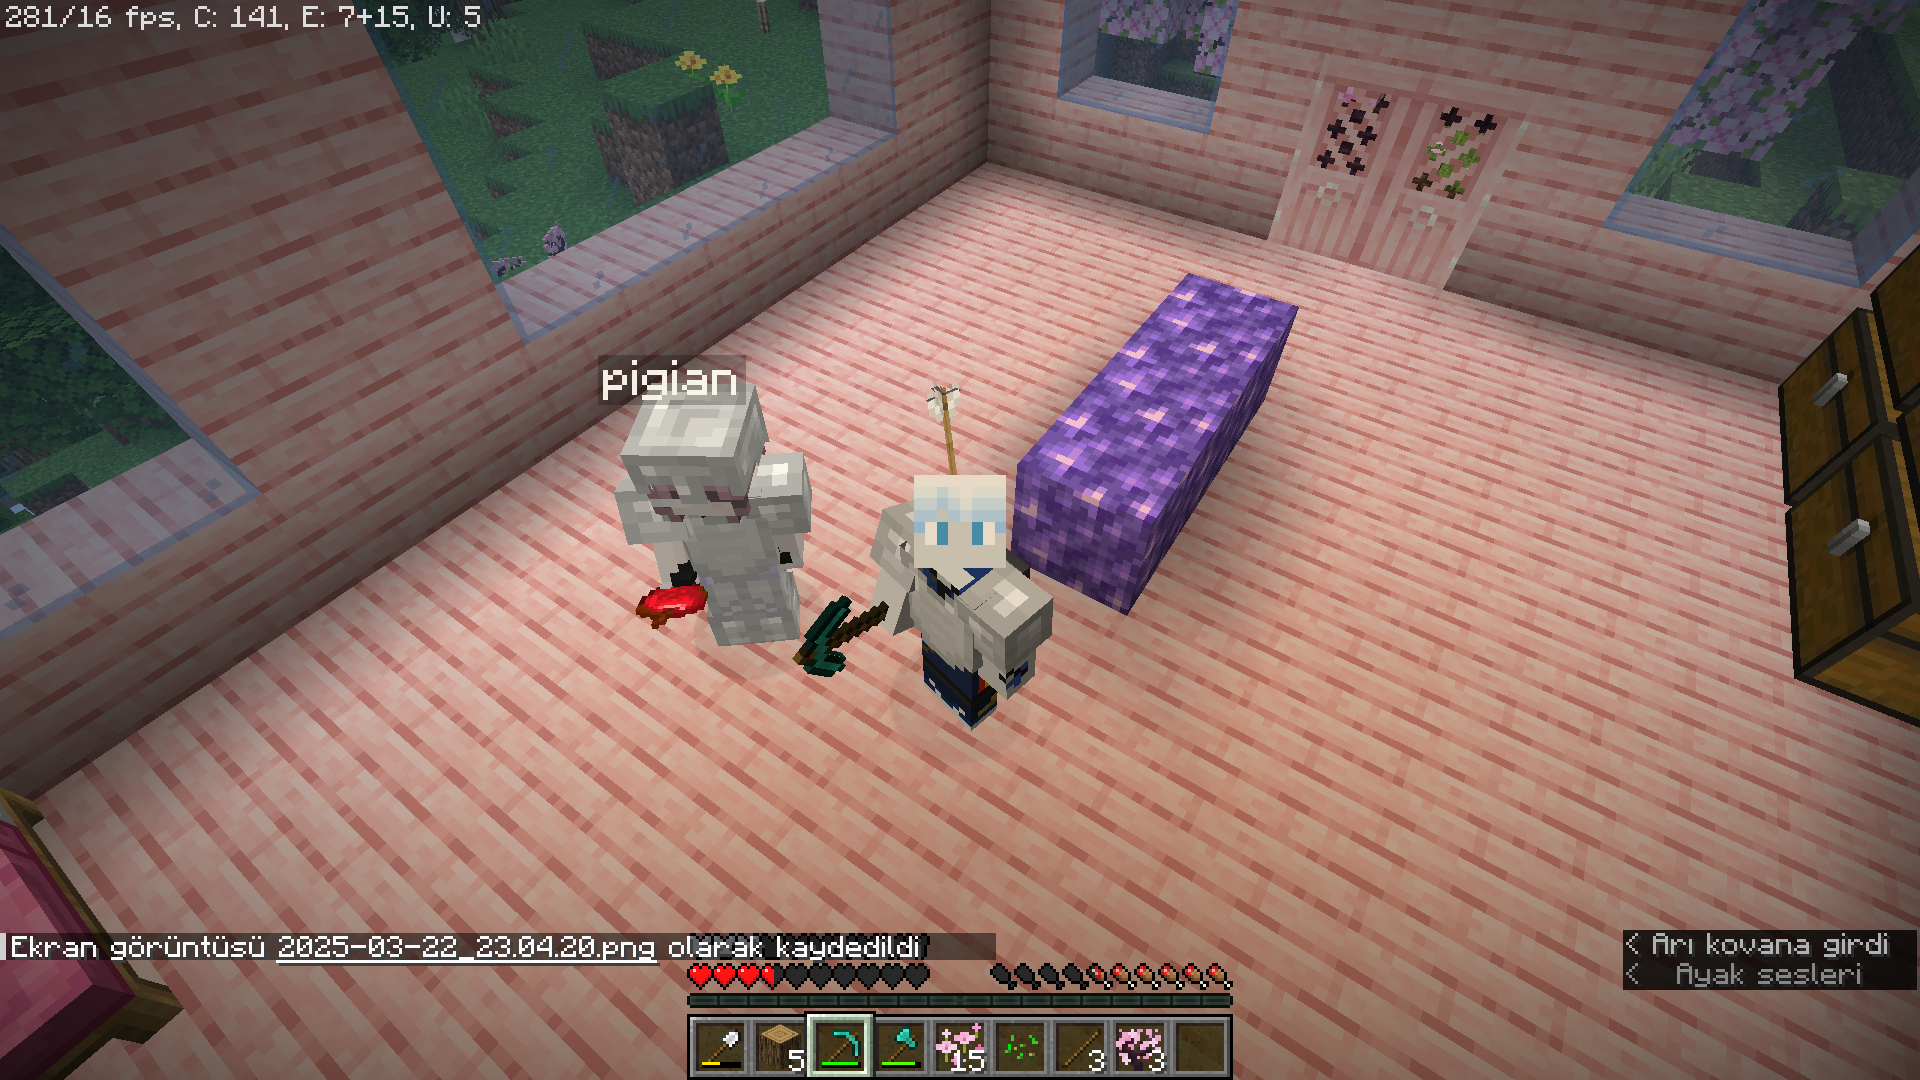 281/16 fps, C: 141, E: 7+15, U: 5
pigian
Ekran görüntüsü 2025-03-22_23.04.20.png olarak kaydedildi
< Arı kovana girdi
< Ayak sesleri
5
15
3
3